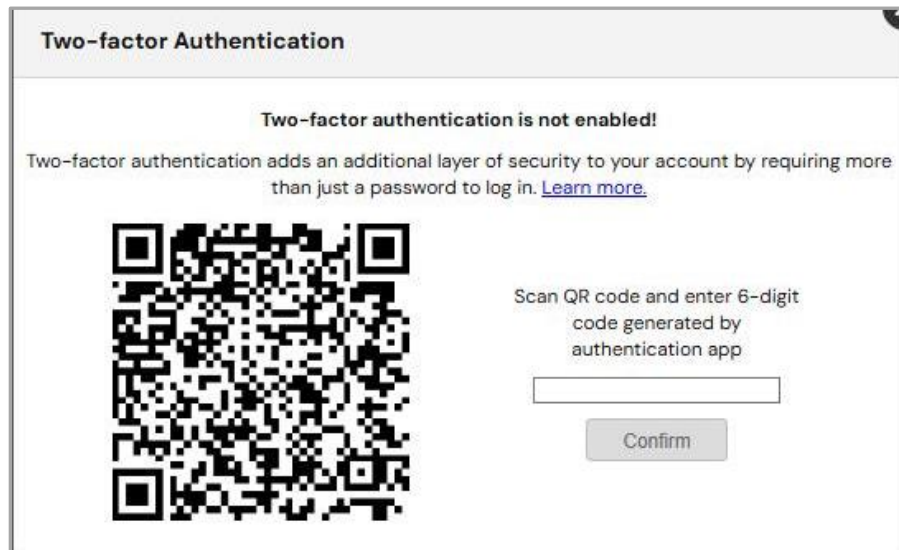 Two-factor Authentication
Two-factor authentication is not enabled!
Two-factor authentication adds an additional layer of security to your account by requiring more
than just a password to log in. Learn more.
Scan QR code and enter 6-digit
code generated by
authentication app
Confirm